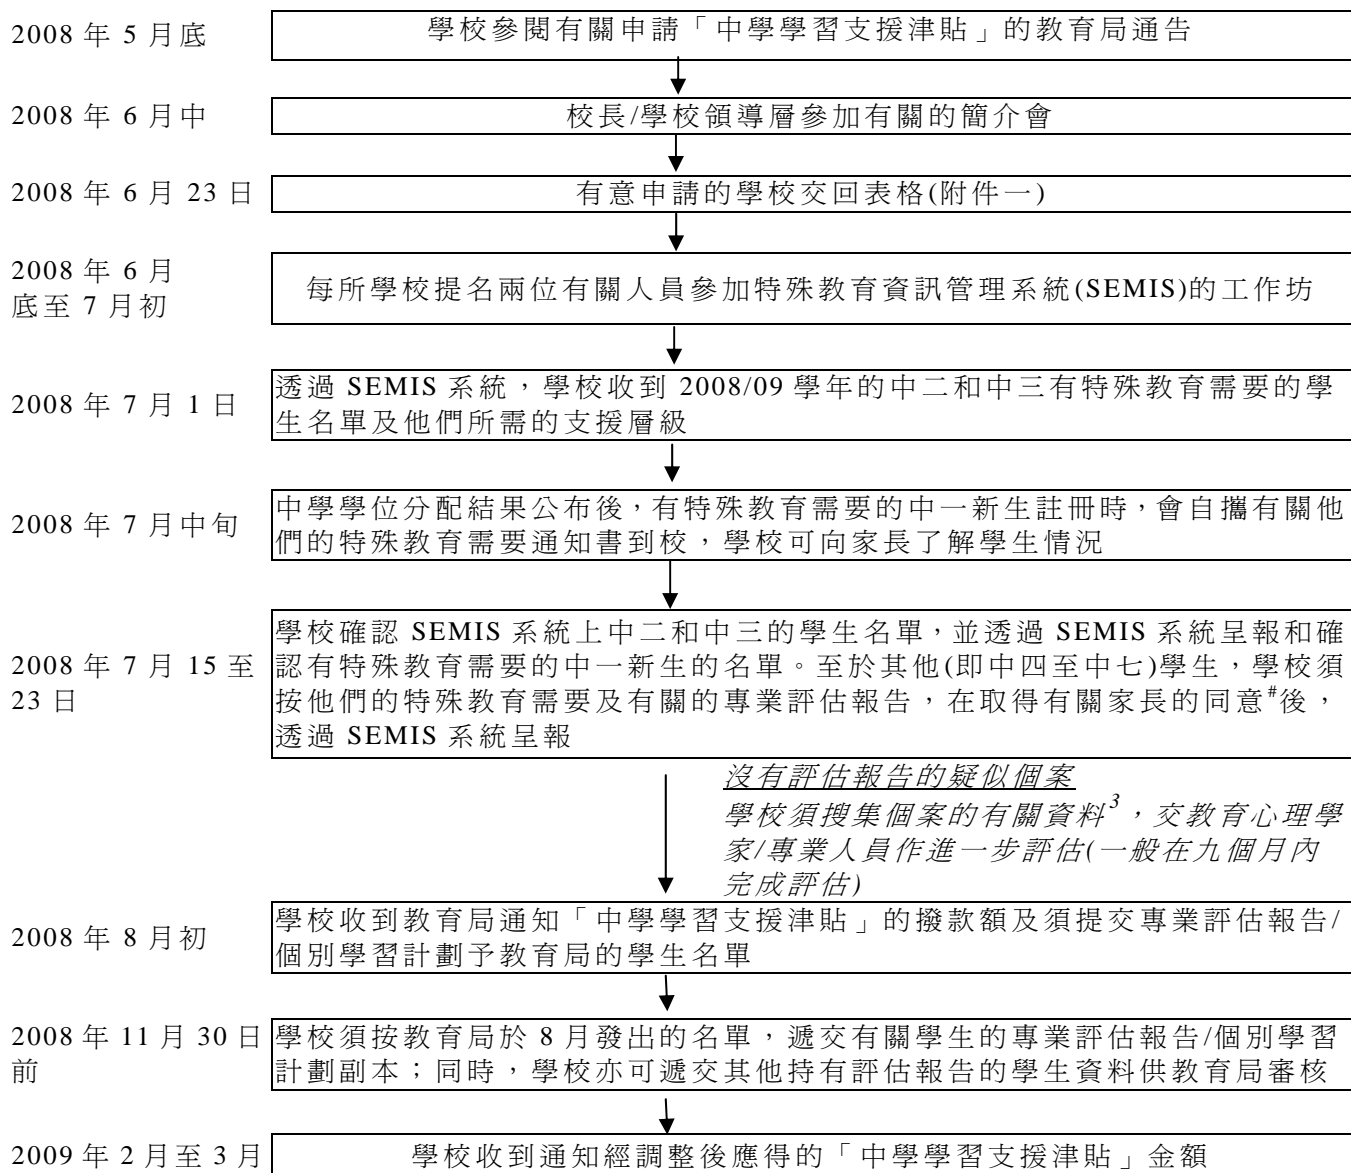 2008 年 5 月底
學校參閱有關申請「中學學習支援津貼」的教育局通告
2008 年 6 月中
校長/學校領導層參加有關的簡介會
2008 年 6 月 23 日
有意申請的學校交回表格(附件一)
2008 年 6 月
底至 7 月初
每所學校提名兩位有關人員參加特殊教育資訊管理系統(SEMIS)的工作坊
2008 年 7 月 1 日
透過 SEMIS 系統，學校收到 2008/09 學年的中二和中三有特殊教育需要的學
生名單及他們所需的支援層級
2008 年 7 月中旬
中學學位分配結果公布後，有特殊教育需要的中一新生註冊時，會自攜有關他
們的特殊教育需要通知書到校，學校可向家長了解學生情況
2008 年 7 月 15 至
23 日
學校確認 SEMIS 系統上中二和中三的學生名單，並透過 SEMIS 系統呈報和確
認有特殊教育需要的中一新生的名單。至於其他(即中四至中七)學生，學校須
按他們的特殊教育需要及有關的專業評估報告，在取得有關家長的同意#後，
透過 SEMIS 系統呈報
沒有評估報告的疑似個案
學校須搜集個案的有關資料3，交教育心理學
家/專業人員作進一步評估(一般在九個月內
完成評估)
2008 年 8 月初
學校收到教育局通知「中學學習支援津貼」的撥款額及須提交專業評估報告/
個別學習計劃予教育局的學生名單
2008 年 11 月 30 日
前
學校須按教育局於 8 月發出的名單，遞交有關學生的專業評估報告/個別學習
計劃副本；同時，學校亦可遞交其他持有評估報告的學生資料供教育局審核
2009 年 2 月至 3 月
學校收到通知經調整後應得的「中學學習支援津貼」金額